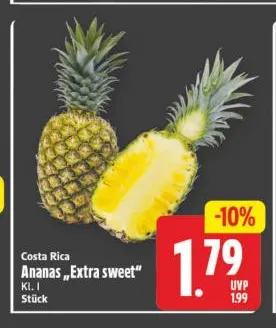 -10%
Costa Rica
Ananas „Extra sweet"
Kl. I
Stück
1.79
UVP
1.99